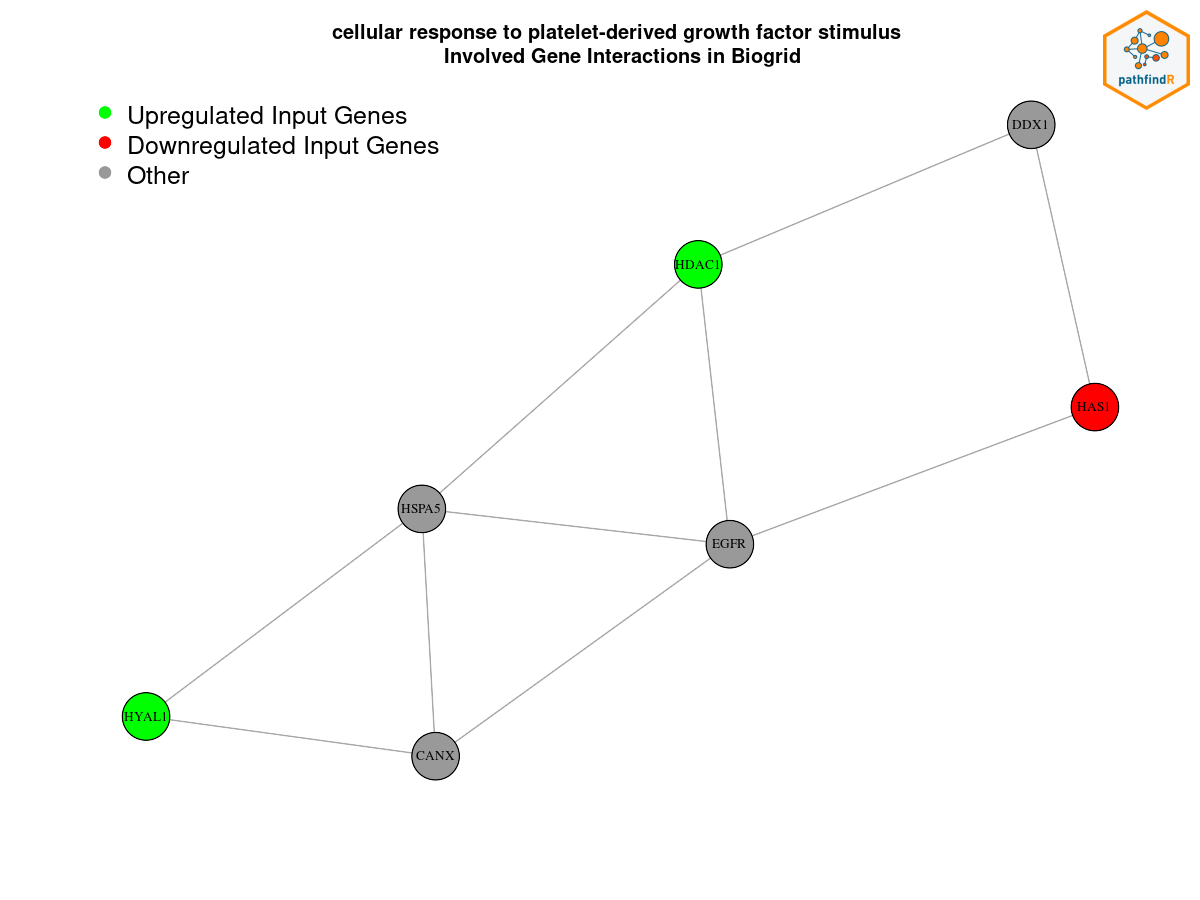 cellular response to platelet-derived growth factor stimulus
Involved Gene Interactions in Biogrid
pathfindR
Upregulated Input Genes
Downregulated Input Genes
Other
DDX1
HDAC1
HAS1
HSPA5
EGFR
HYAL1
CANX